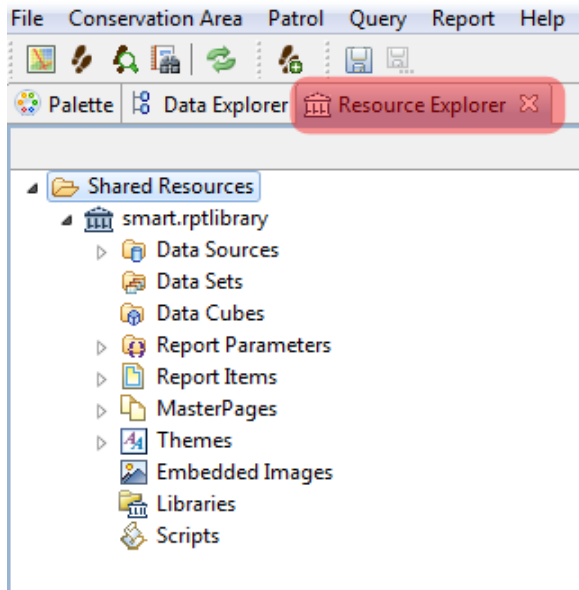 File Conservation Area Patrol Query Report Help
Palette Data Explorer Resource Explorer
Shared Resources
smart.rptlibrary
Data Sources
Data Sets
Data Cubes
Report Parameters
Report Items
MasterPages
Themes
Embedded Images
Libraries
Scripts